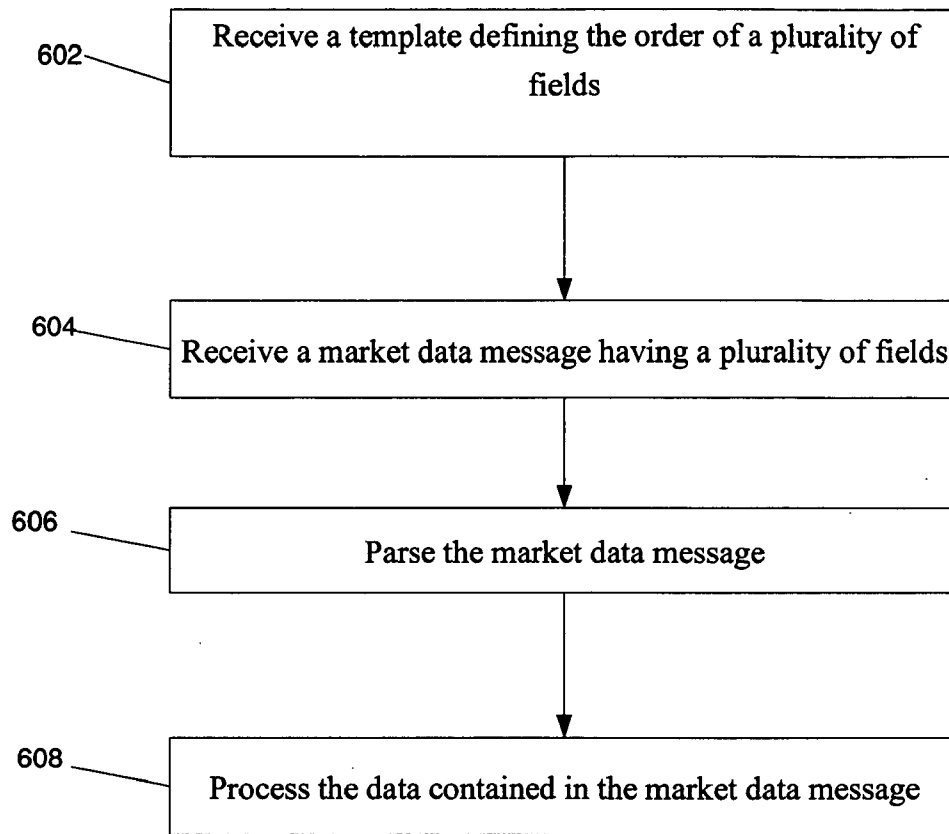 602
Receive a template defining the order of a plurality of
fields
604
Receive a market data message having a plurality of fields
606
Parse the market data message
608
Process the data contained in the market data message